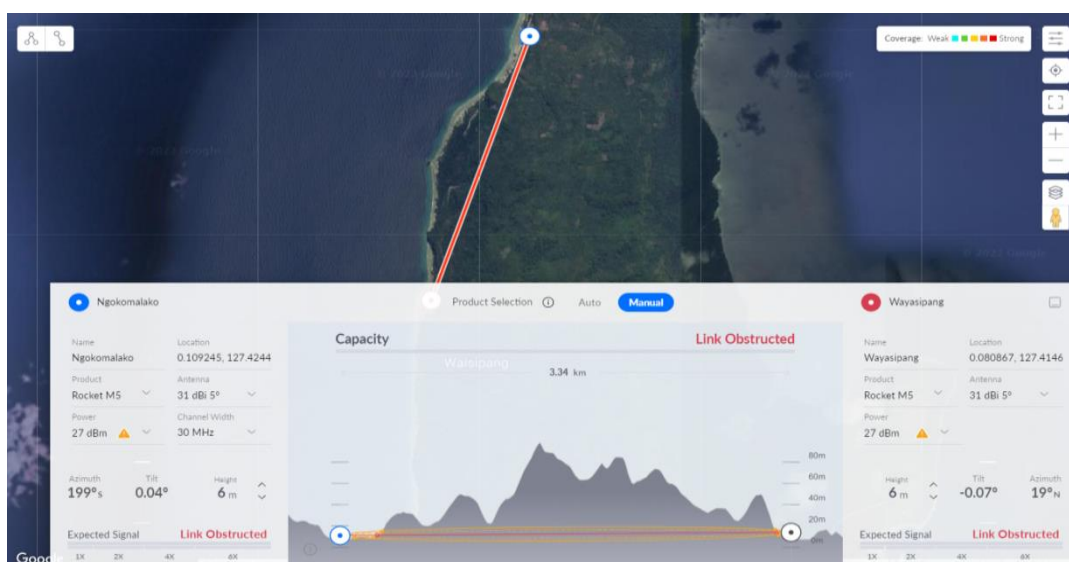 Coverage: Weak Strong
© 2023 Google
Ngokomalako
Product Selection Auto Manual
Wayasipang
Name
Ngokomalako
Location
0.109245, 127.4244
Product
Rocket M5
Antenna
31 dBi 5°
Power
27 dBm
Channel Width
30 MHz
Azimuth
199°S
Tilt
0.04°
Height
6 m
Expected Signal Link Obstructed
1X 2X 4X 6X
Capacity Link Obstructed
Waisipang
3.34 km
80m
60m
40m
20m
0m
Name
Wayasipang
Location
0.080867, 127.4146
Product
Rocket M5
Antenna
31 dBi 5°
Power
27 dBm
Height
6 m
Tilt
-0.07°
Azimuth
19°N
Expected Signal Link Obstructed
1X 2X 4X 6X
Google